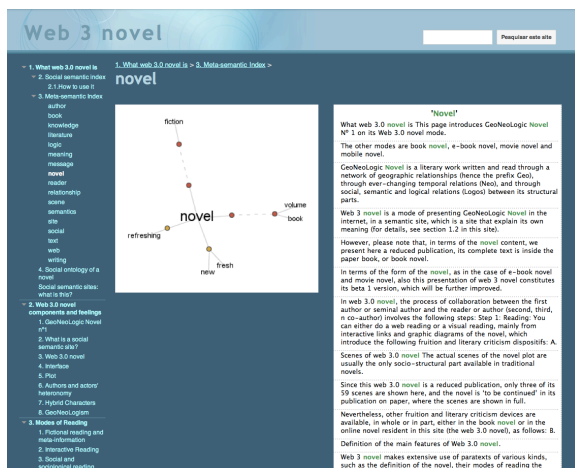 Web 3 novel
Pesquisar este site
1. What web 3.0 novel is
2. Social semantic index
2.1.How to use it
3. Meta-semantic Index
author
book
knowledge
literature
logic
meaning
message
novel
reader
relationship
scene
semantics
site
social
text
web
writing
4. Social ontology of a
novel
Social semantic sites:
what is this?
2. Web 3.0 novel
components and feelings
1. GeoNeoLogic Novel
nº1
2. What is a social
semantic site?
3. Web 3.0 novel
4. Interface
5. Plot
6. Authors and actors/
heteronomy
7. Hybrid Characters
8. GeoNeoLogism
3. Modes of Reading
1. Fictional reading and
meta-information
2. Interactive Reading
3. Social and
sociological reading
1. What web 3.0 novel is > 3. Meta-semantic Index >
novel
fiction
novel
volume
book
refreshing
fresh
new
'Novel'
What web 3.0 novel is This page introduces GeoNeoLogic Novel
Nº 1 on its Web 3.0 novel mode.
The other modes are book novel, e-book novel, movie novel and
mobile novel.
GeoNeoLogic Novel is a literary work written and read through a
network of geographic relationships (hence the prefix Geo),
through ever-changing temporal relations (Neo), and through
social, semantic and logical relations (Logos) between its structural
parts.
Web 3 novel is a mode of presenting GeoNeoLogic Novel in the
internet, in a semantic site, which is a site that explain its own
meaning (for details, see section 1.2 in this site).
However, please note that, in terms of the novel content, we
present here a reduced publication, its complete text is inside the
paper book, or book novel.
In terms of the form of the novel, as in the case of e-book novel
and movie novel, also this presentation of web 3 novel constitutes
its beta 1 version, which will be further improved.
In web 3.0 novel, the process of collaboration between the first
author or seminal author and the reader or author (second, third,
n co-author) involves the following steps: Step 1: Reading: You
can either do a web reading or a visual reading, mainly from
interactive links and graphic diagrams of the novel, which
introduce the following fruition and literary criticism dispositifs: A.
Scenes of web 3.0 novel The actual scenes of the novel plot are
usually the only socio-structural part available in traditional
novels.
Since this web 3.0 novel is a reduced publication, only three of its
59 scenes are shown here, and the novel is 'to be continued' in its
publication on paper, where the scenes are shown in full.
Nevertheless, other fruition and literary criticism devices are
available, in whole or in part, either in the book novel or in the
online novel resident in this site (the web 3.0 novel), as follows: B.
Definition of the main features of Web 3.0 novel.
Web 3 novel makes extensive use of paratexts of various kinds,
such as the definition of the novel, their modes of reading the